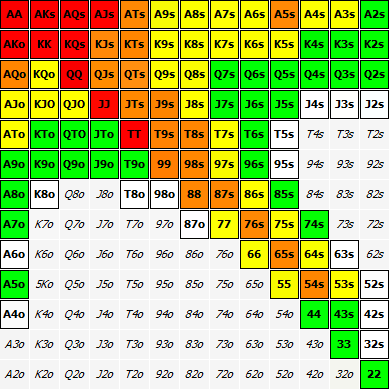 AA AKs AQs AJs ATs A9s A8s A7s A6s A5s A4s A3s A2s
AKo KK KQs KJs KTs K9s K8s K7s K6s K5s K4s K3s K2s
AQo KQo QQ QJs QTs Q9s Q8s Q7s Q6s Q5s Q4s Q3s Q2s
AJo KJO QJO JJ JTs J9s J8s J7s J6s J5s J4s J3s J2s
ATo KTo QTO JTo TT T9s T8s T7s T6s T5s T4s T3s T2s
A9o K9o Q9o J9o T9o 99 98s 97s 96s 95s 94s 93s 92s
A8o K8o Q8o J8o T8o 98o 88 87s 86s 85s 84s 83s 82s
A7o K7o Q7o J7o T7o 97o 87o 77 76s 75s 74s 73s 72s
A6o K6o Q6o J6o T6o 96o 86o 76o 66 65s 64s 63s 62s
A5o 5Ko Q5o J5o T5o 95o 85o 75o 65o 55 54s 53s 52s
A4o K4o Q4o J4o T4o 94o 84o 74o 64o 54o 44 43s 42s
A3o K3o Q3o J3o T3o 93o 83o 73o 63o 53o 43o 33 32s
A2o K2o Q2o J2o T2o 92o 82o 72o 62o 52o 42o 32o 22